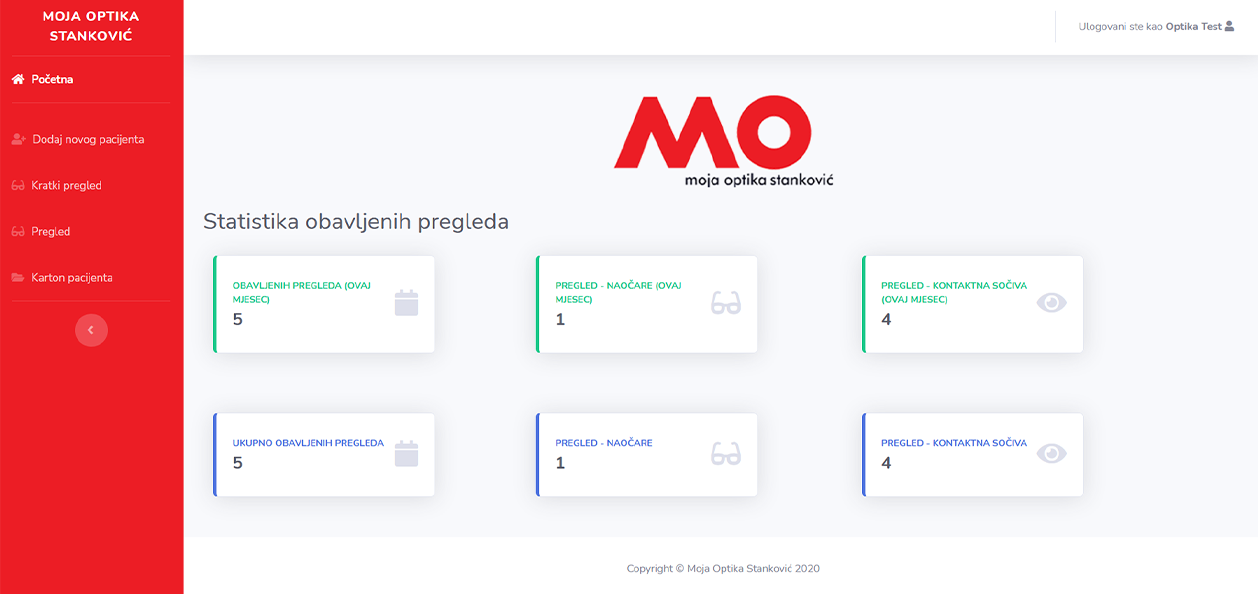 MOJA OPTIKA
STANKOVIĆ
Početna
Dodaj novog pacijenta
Kratki pregled
Pregled
Karton pacijenta
Ulogovani ste kao Optika Test
MO
moja optika stanković
Statistika obavljenih pregleda
OBAVLJENIH PREGLEDA (OVAJ
MJESEC)
5
PREGLED - NAOČARE (OVAJ
MJESEC)
1
PREGLED - KONTAKTNA SOČIVA
(OVAJ MJESEC)
4
UKUPNO OBAVLJENIH PREGLEDA
5
PREGLED - NAOČARE
1
PREGLED - KONTAKTNA SOČIVA
4
Copyright © Moja Optika Stanković 2020